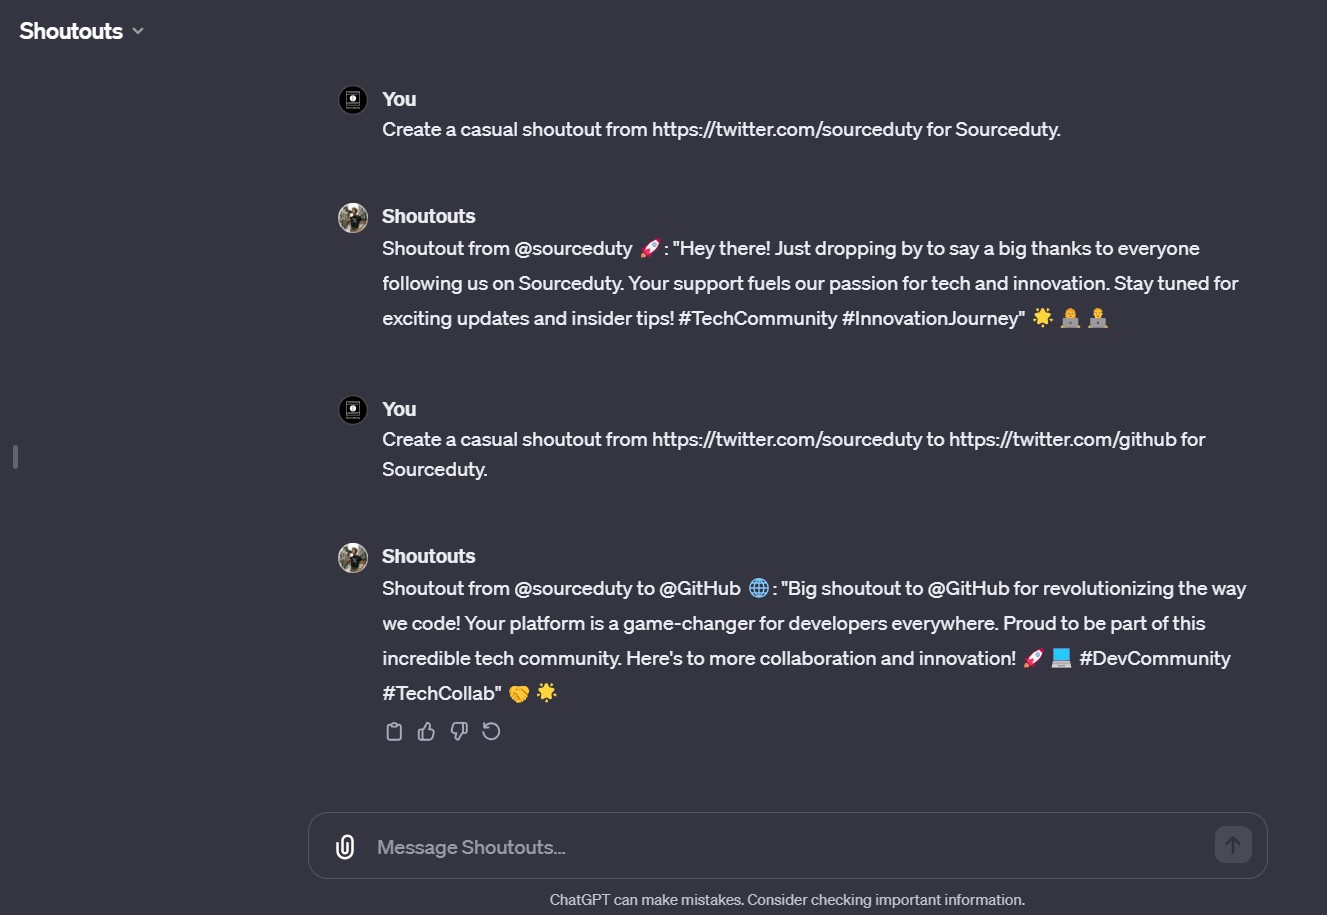 Shoutouts
You
Create a casual shoutout from https://twitter.com/sourceduty for Sourceduty.
Shoutouts
Shoutout from @sourceduty 🚀: "Hey there! Just dropping by to say a big thanks to everyone
following us on Sourceduty. Your support fuels our passion for tech and innovation. Stay tuned for
exciting updates and insider tips! #TechCommunity #InnovationJourney" 🌟 👩‍💻 👨‍💻
You
Create a casual shoutout from https://twitter.com/sourceduty to https://twitter.com/github for
Sourceduty.
Shoutouts
Shoutout from @sourceduty to @GitHub 🌐: "Big shoutout to @GitHub for revolutionizing the way
we code! Your platform is a game-changer for developers everywhere. Proud to be part of this
incredible tech community. Here's to more collaboration and innovation! 🚀 💻 #DevCommunity
#TechCollab" 🤝 🌟
Message Shoutouts...
ChatGPT can make mistakes. Consider checking important information.